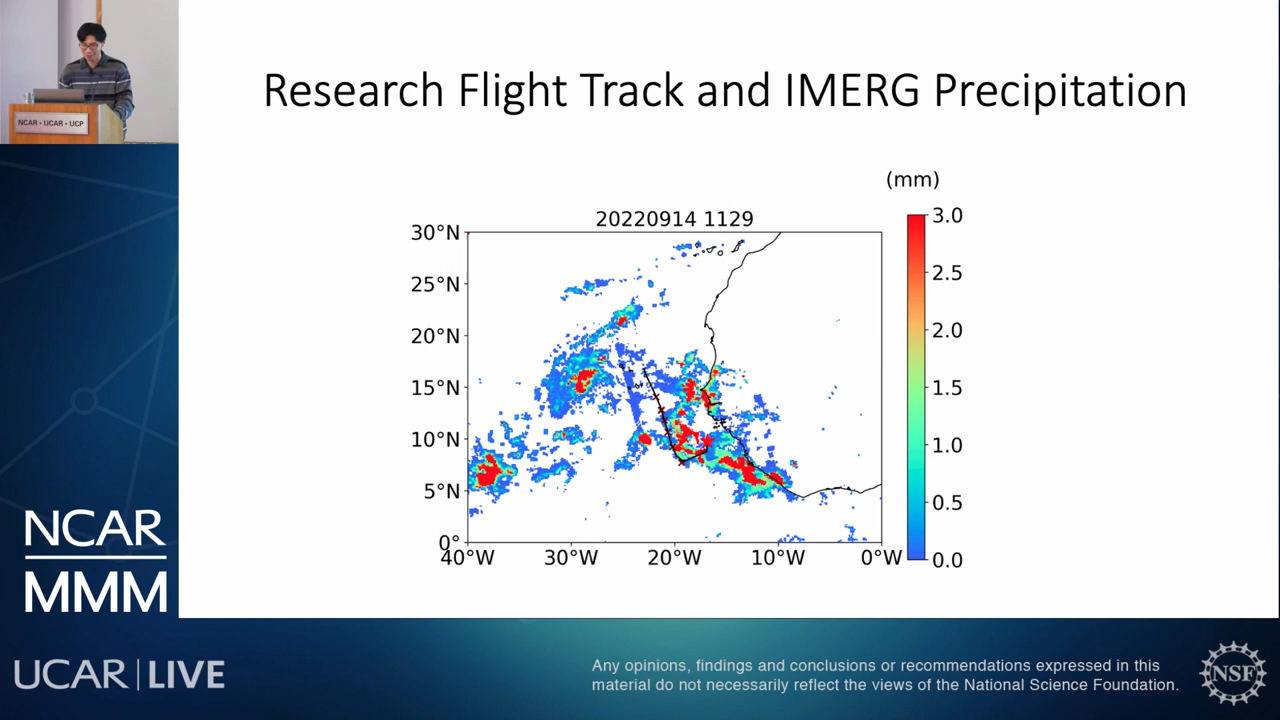 NCAR • UCAR • UCP
Research Flight Track and IMERG Precipitation
(mm)
20220914 1129
30°N
25°N
20°N
15°N
10°N
5°N
0°
40°W
30°W
20°W
10°W
0°W
3.0
2.5
2.0
1.5
1.0
0.5
0.0
NCAR
MMM
UCAR | LIVE
Any opinions, findings and conclusions or recommendations expressed in this
material do not necessarily reflect the views of the National Science Foundation.
NSF